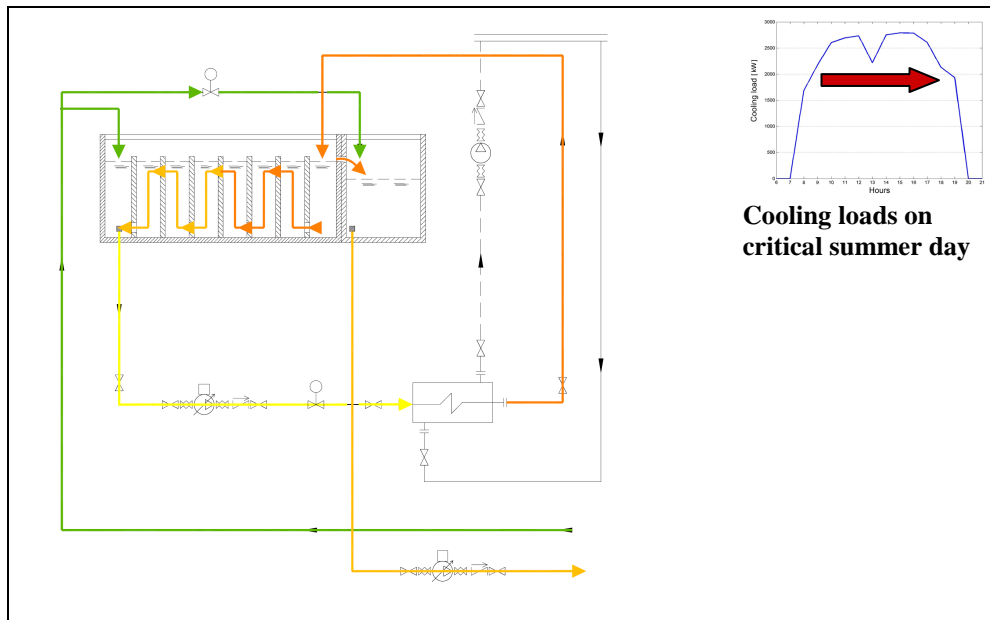 3000
2500
2000
1500
1000
500
0
Cooling load [ kW]
6 7 8 9 10 11 12 13 14 15 16 17 18 19 20 21
Hours
Cooling loads on
critical summer day